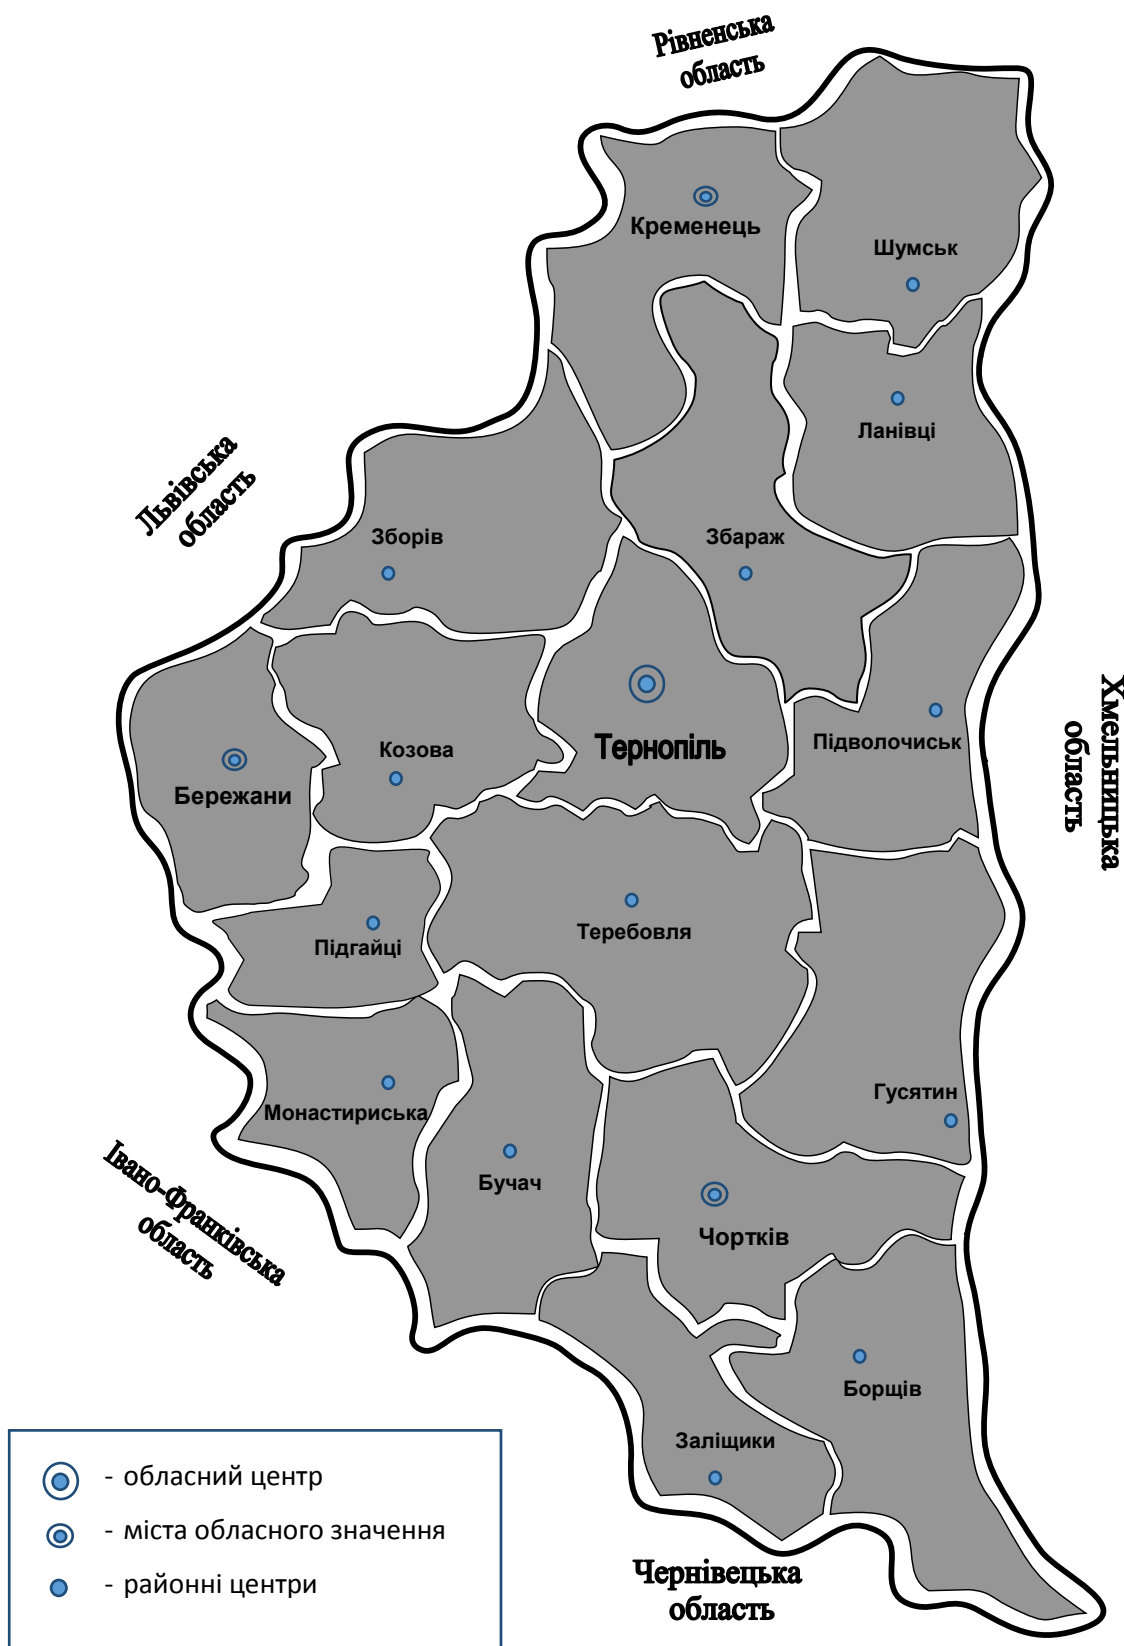 Рівненська
область
Кременець
Шумськ
Ланівці
Львівська
область
Зборів
Збараж
Хмельницька
область
Тернопіль
Підволочиськ
Козова
Бережани
Теребовля
Підгайці
Гусятин
Монастириська
Івано-Франківська
область
Бучач
Чортків
Борщів
Заліщики
- обласний центр
- міста обласного значення
- районні центри
Чернівецька
область